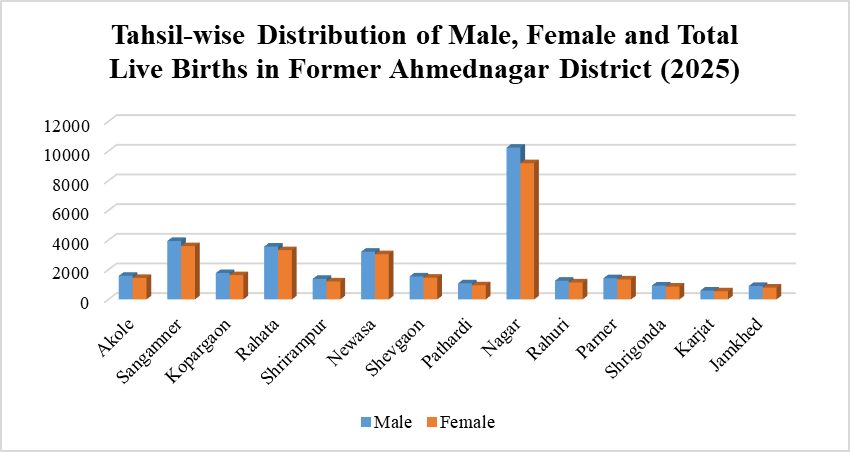 Tahsil-wise Distribution of Male, Female and Total
Live Births in Former Ahmednagar District (2025)
12000
10000
8000
6000
4000
2000
0
Akole
Sangamner
Kopargaon
Rahata
Shrirampur
Newasa
Shevgaon
Pathardi
Nagar
Rahuri
Parner
Shrigonda
Karjat
Jamkhed
Male
Female